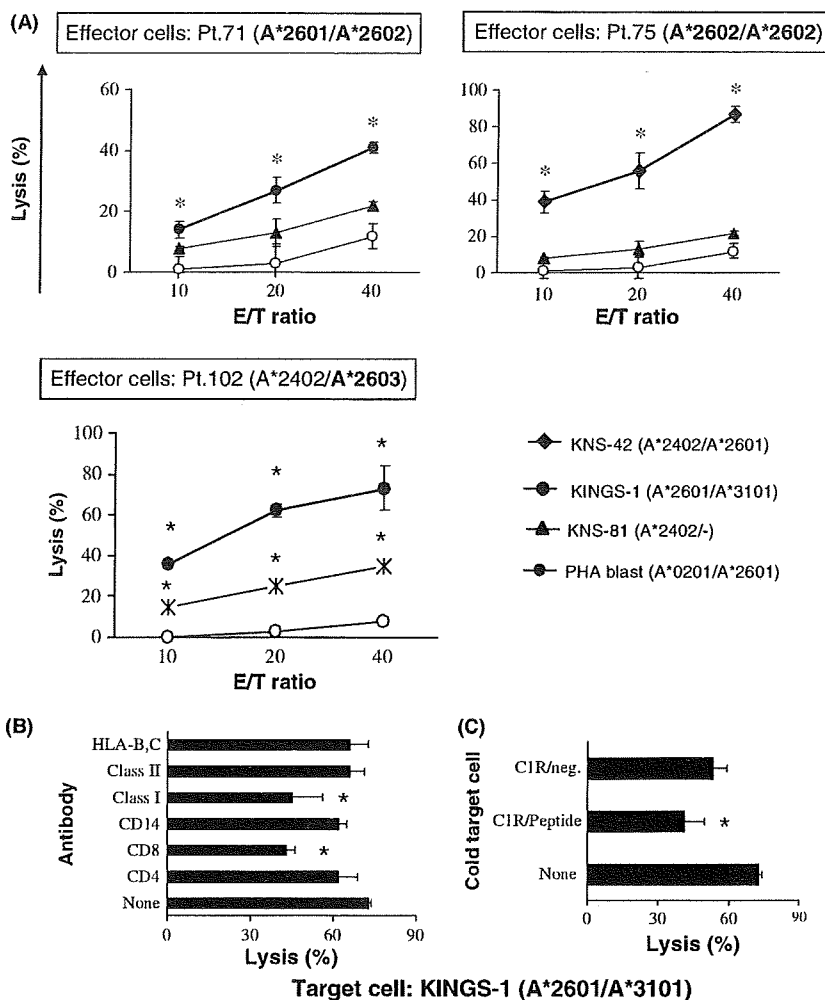 (A)
Effector cells: Pt.71 (A*2601/A*2602)
Lysis (%)
60
40
20
0
*
*
*
10
20
40
E/T ratio
Effector cells: Pt.75 (A*2602/A*2602)
100
80
60
40
20
0
*
*
*
10
20
40
E/T ratio
Effector cells: Pt.102 (A*2402/A*2603)
Lysis (%)
100
80
60
40
20
0
*
*
*
*
*
*
10
20
40
E/T ratio
KNS-42 (A*2402/A*2601)
KINGS-1 (A*2601/A*3101)
KNS-81 (A*2402/-)
PHA blast (A*0201/A*2601)
(B)
Antibody
HLA-B,C
Class II
Class I
*
CD14
CD8
*
CD4
None
0
30
60
90
Lysis (%)
(C)
Cold target cell
C1R/neg.
C1R/Peptide
*
None
0
30
60
90
Lysis (%)
Target cell: KINGS-1 (A*2601/A*3101)